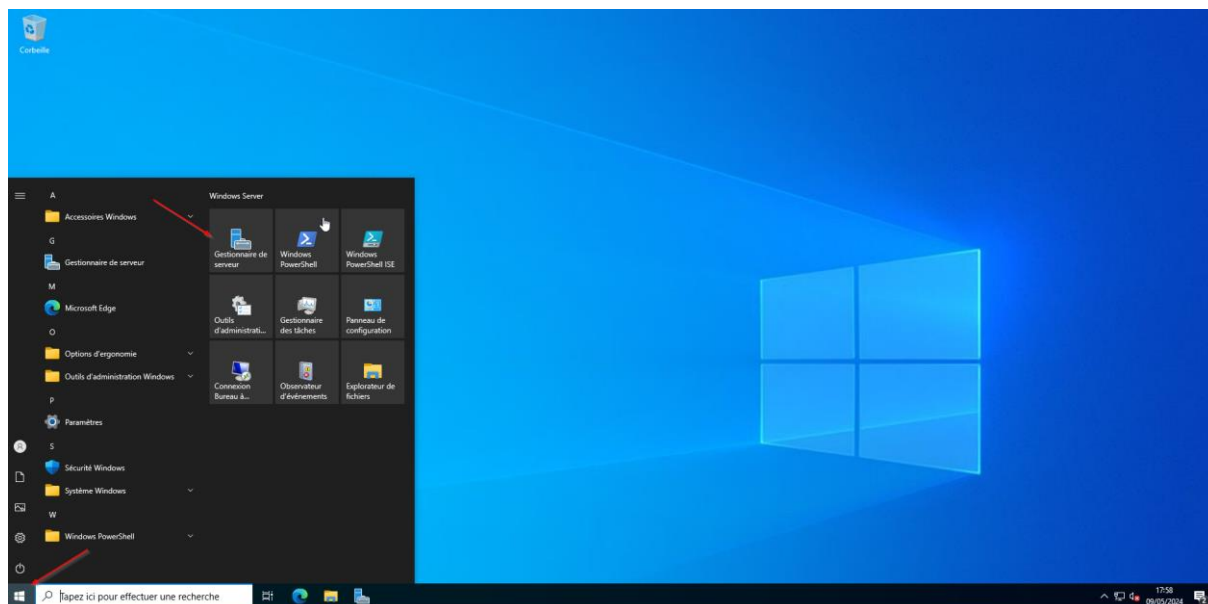 Corbeille
A
Accessoires Windows
G
Gestionnaire de serveur
M
Microsoft Edge
O
Options d'ergonomie
Outils d'administration Windows
P
Paramètres
S
Sécurité Windows
Système Windows
W
Windows PowerShell
Windows Server
Gestionnaire de
serveur
Windows
PowerShell
Windows
PowerShell ISE
Outils
d'administrati...
Gestionnaire
des tâches
Panneau de
configuration
Connexion
Bureau à...
Observateur
d'événements
Explorateur de
fichiers
Tapez ici pour effectuer une recherche
17:58
09/05/2024